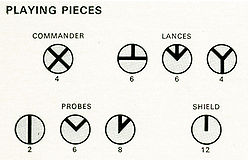 PLAYING PIECES
COMMANDER LANCES
4 6 6 4
PROBES SHIELD
2 6 8 12